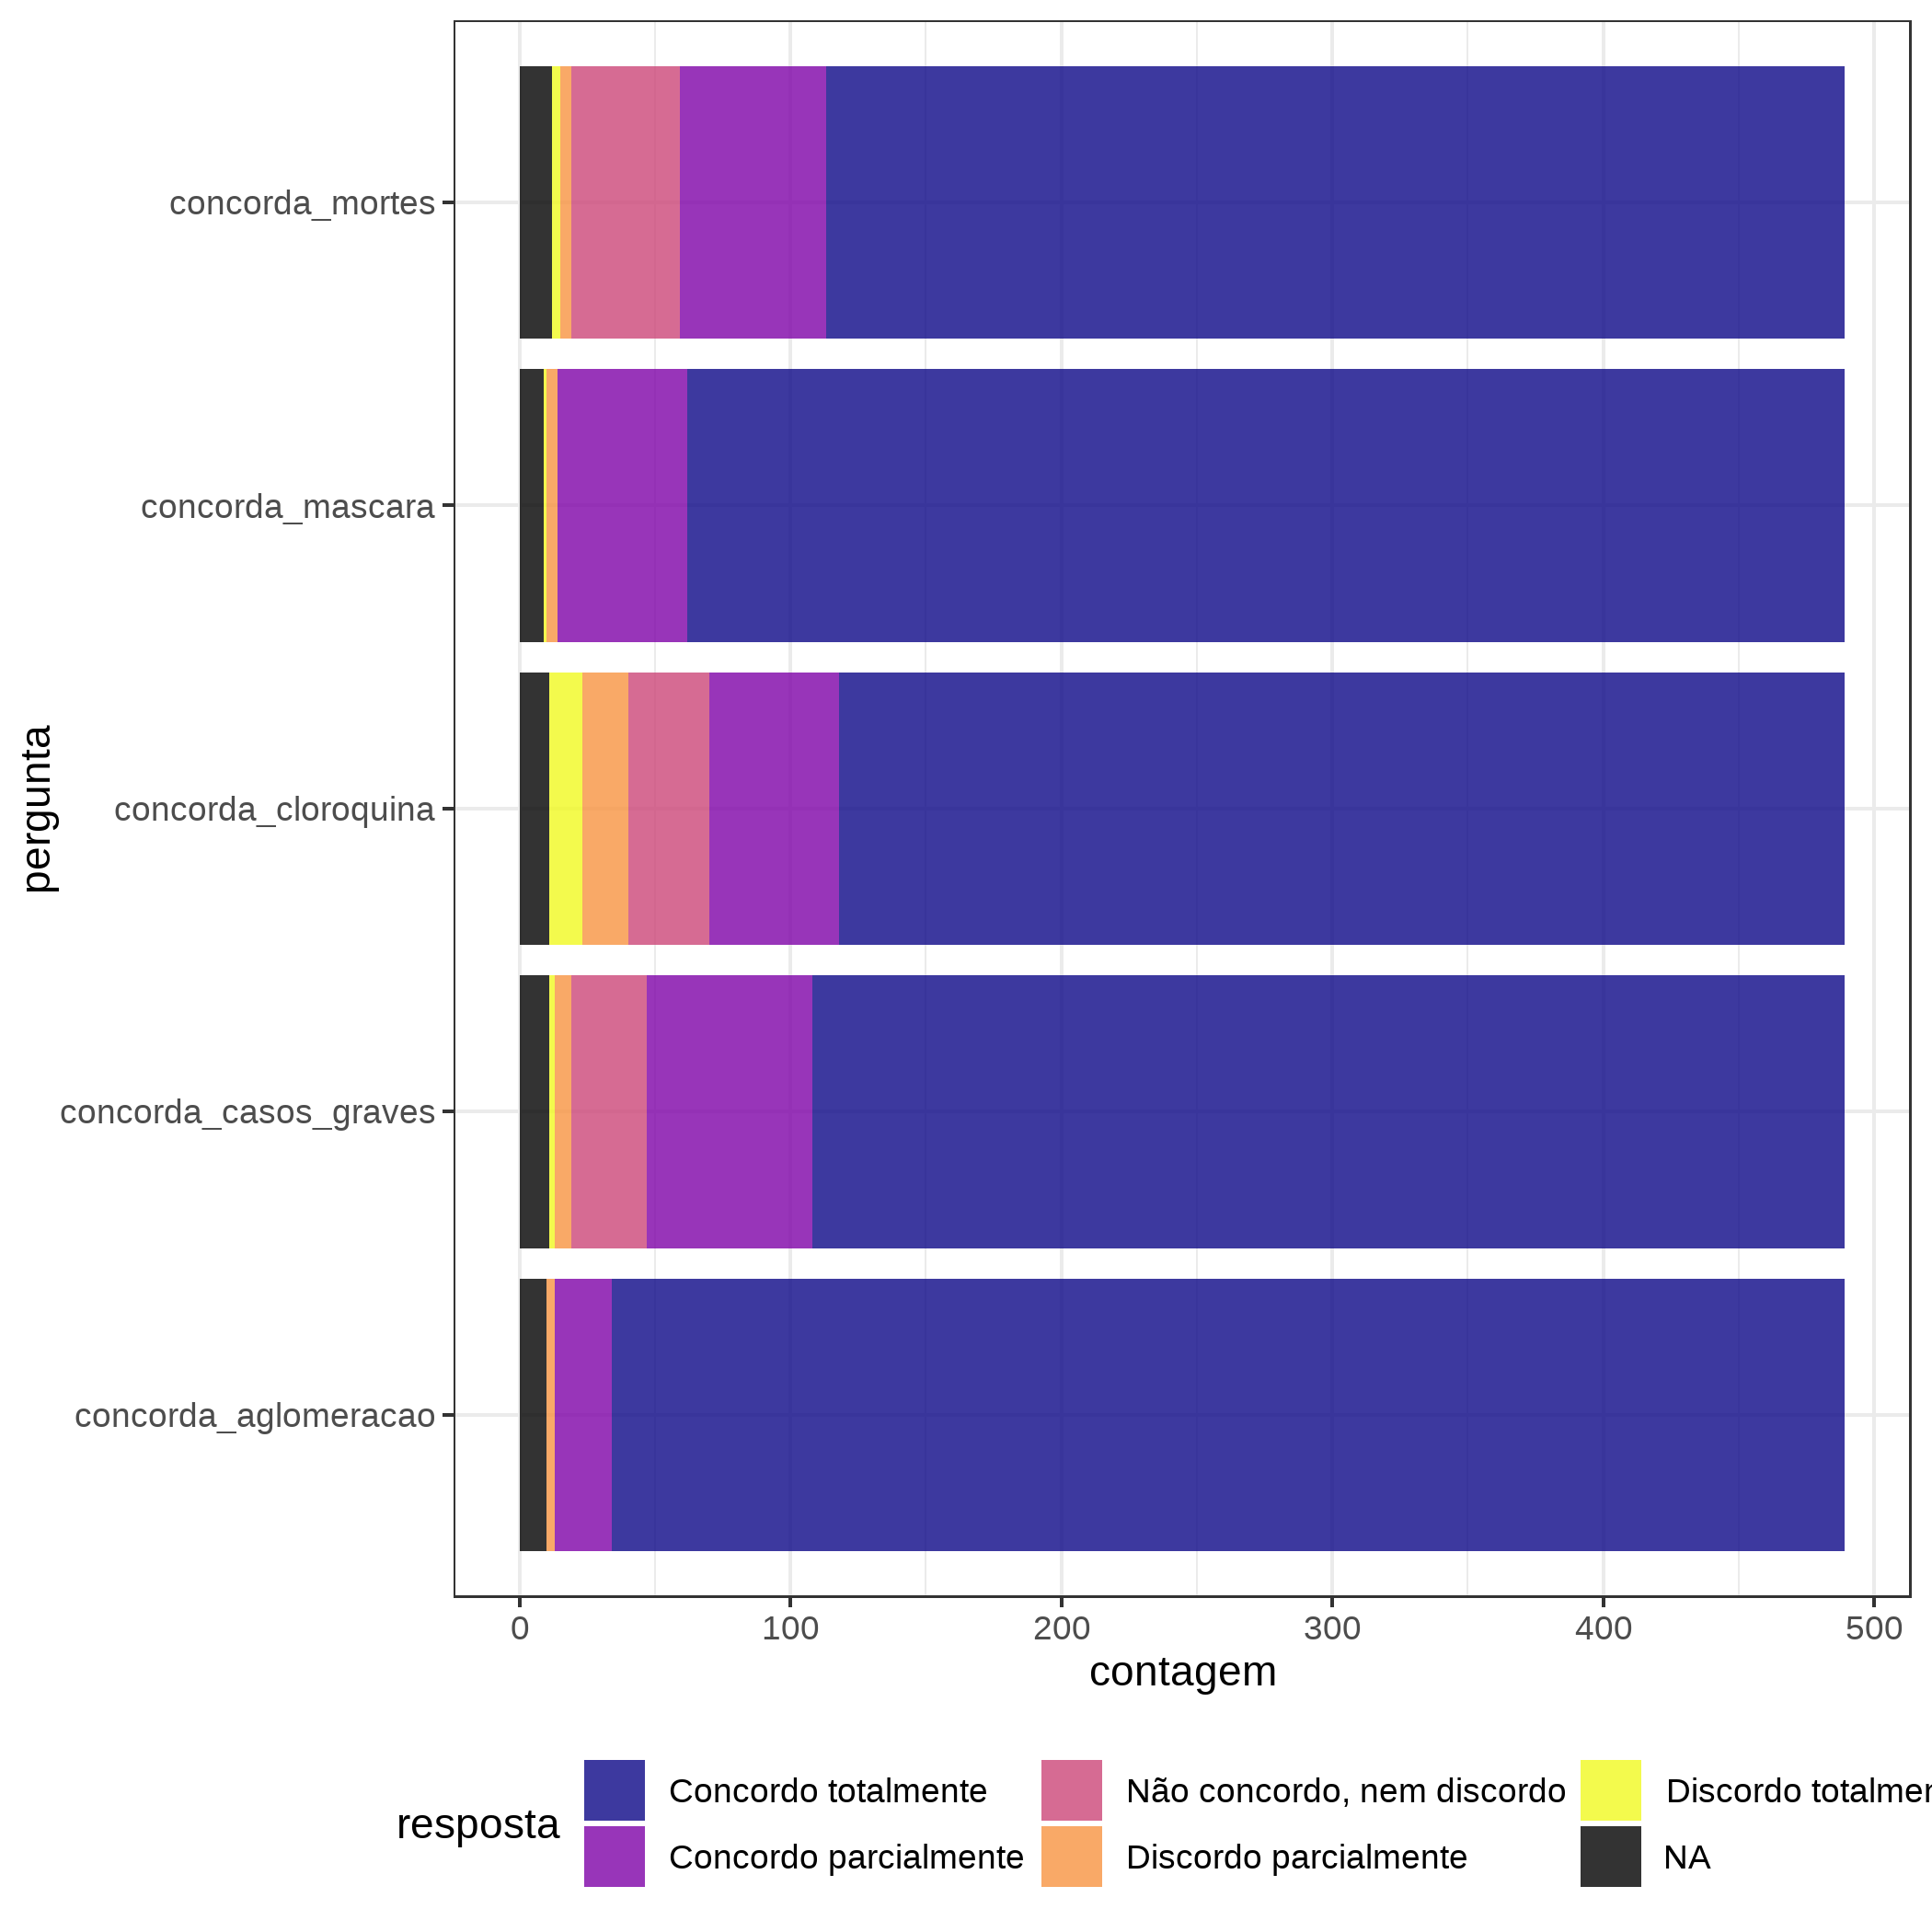 concorda_mortes
concorda_mascara
concorda_cloroquina
concorda_casos_graves
concorda_aglomeracao
pergunta
0 100 200 300 400 500
contagem
resposta
Concordo totalmente
Concordo parcialmente
Não concordo, nem discordo
Discordo parcialmente
Discordo
NA